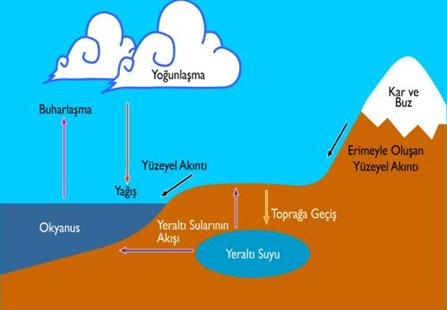 Yoğunlaşma
Kar ve
Buz
Buharlaşma
Erimeyle Oluşan
Yüzeyel Akıntı
Yüzeyel Akıntı
Yağış
Toprağa Geçiş
Okyanus
Yeraltı Sularının
Akışı
Yeraltı Suyu